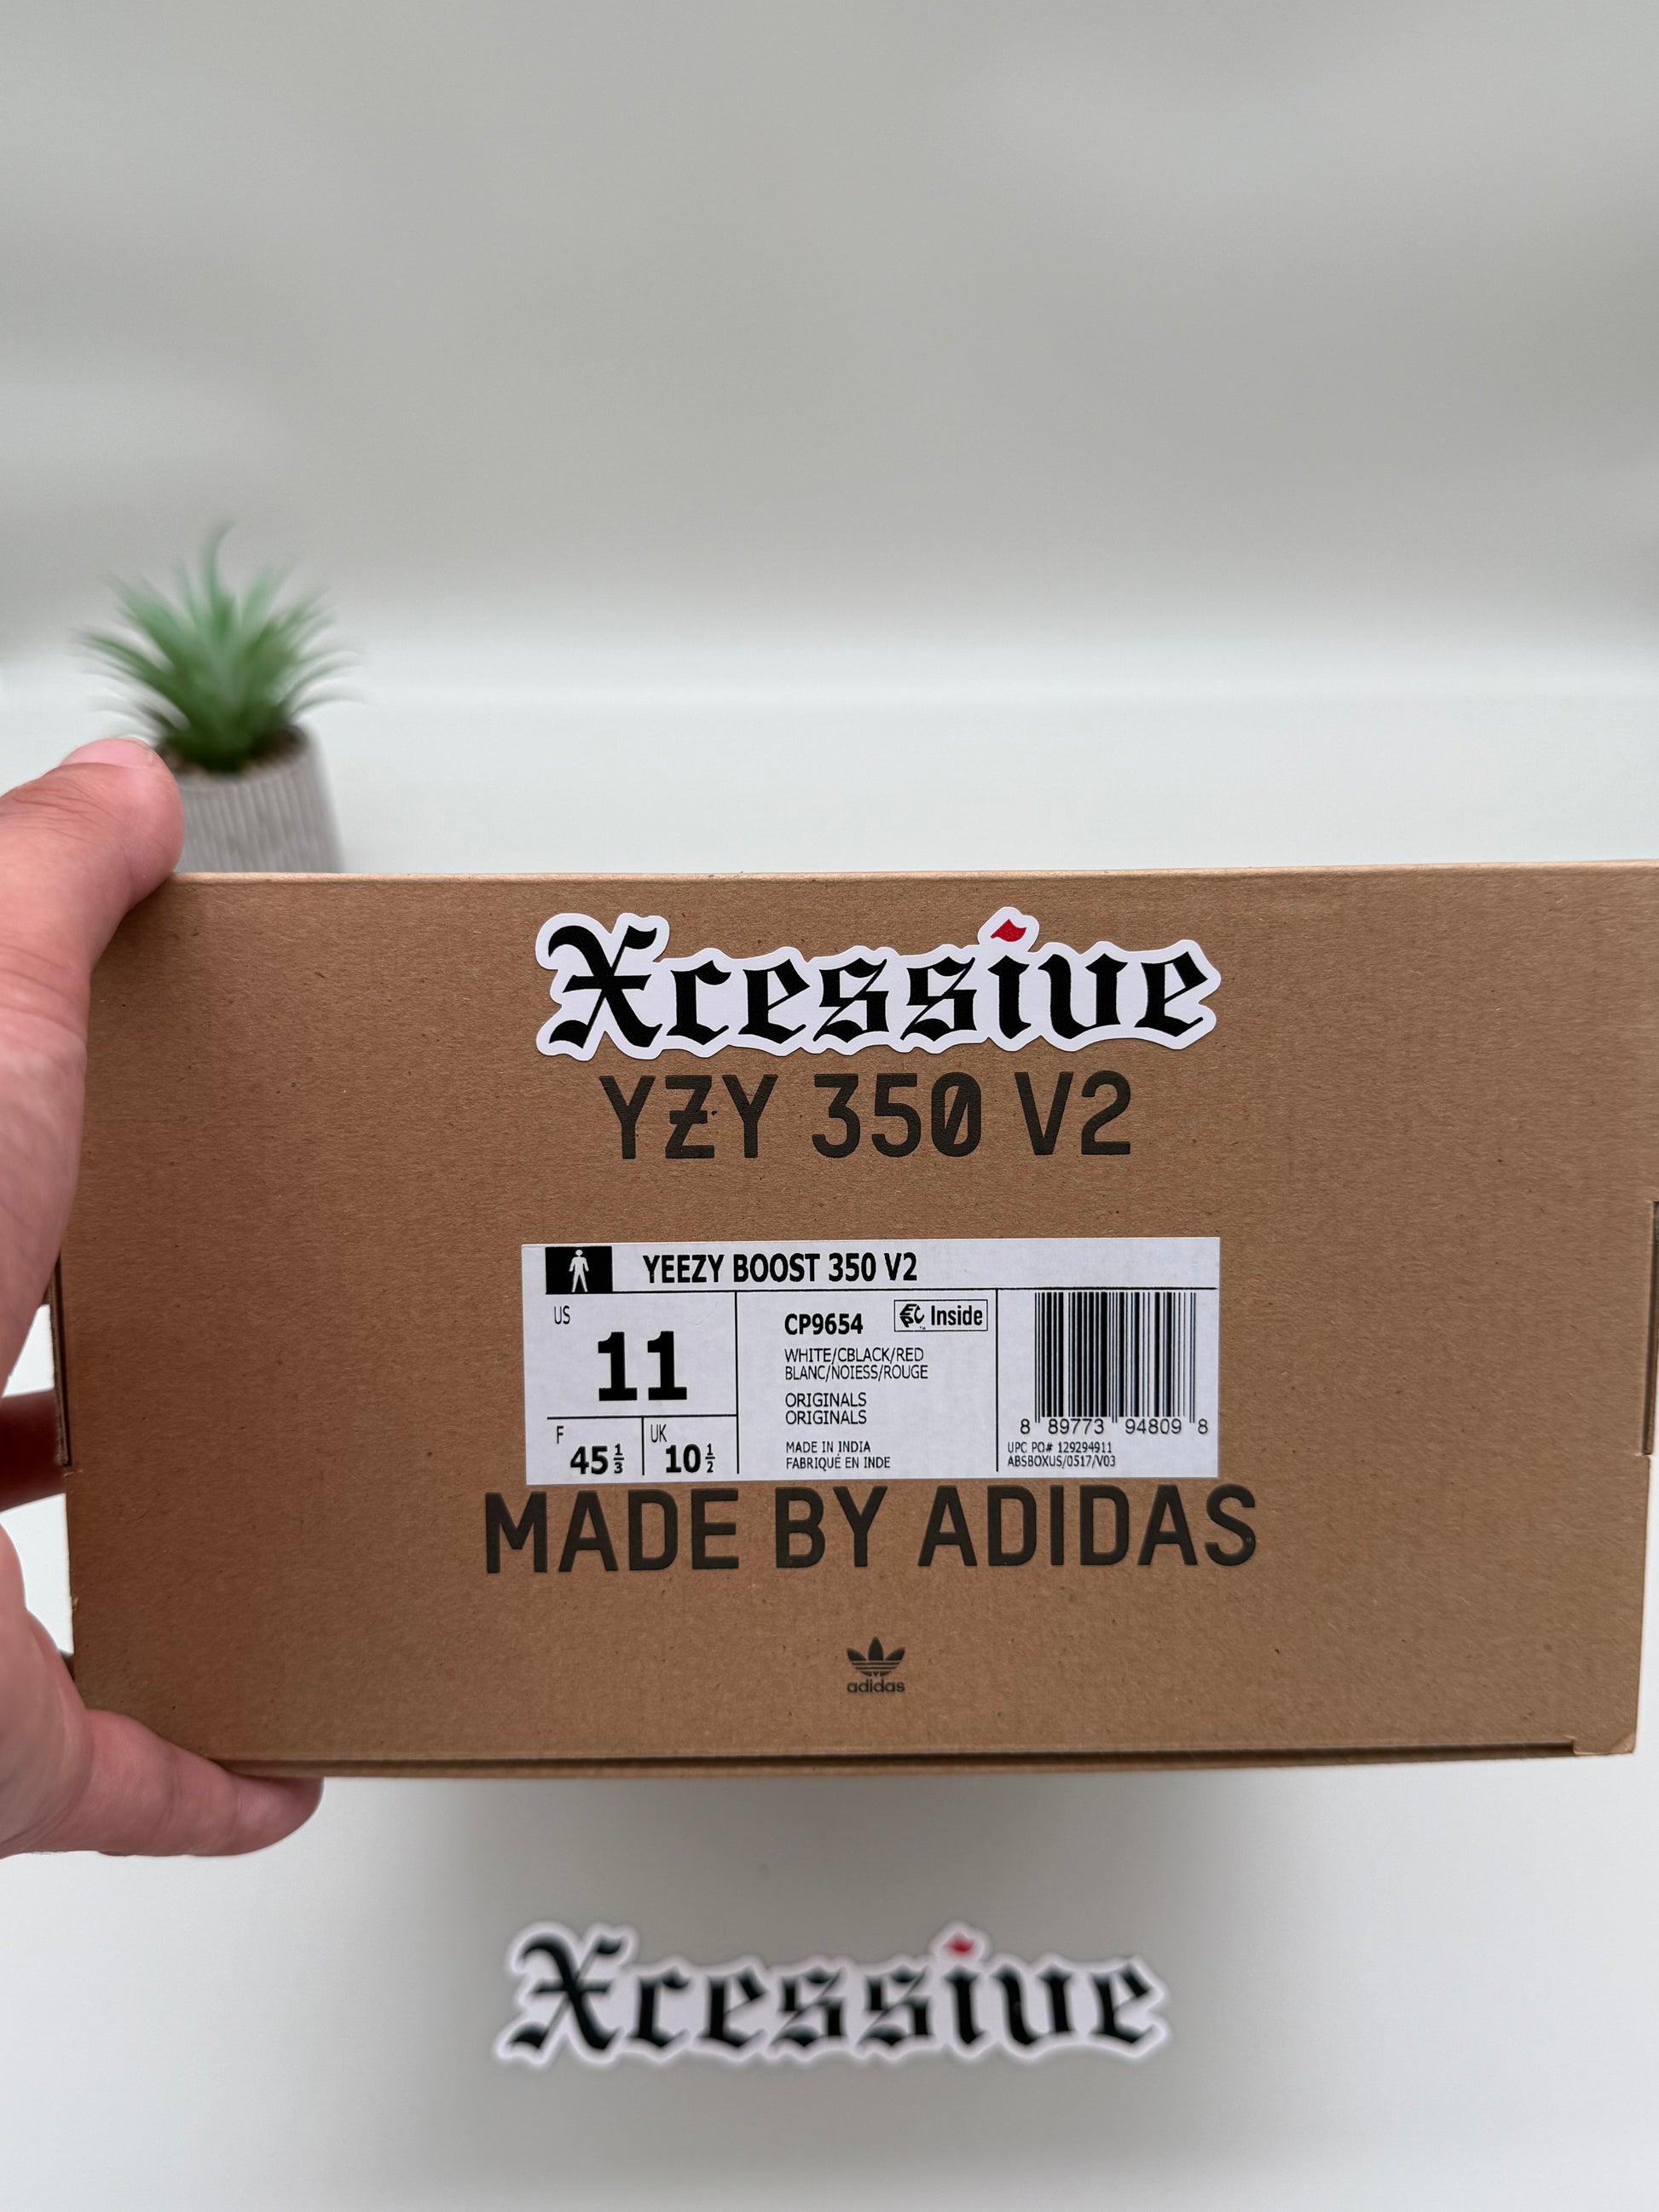 Xcessive
YZY 350 V2
YEEZY BOOST 350 V2
US
11
F
45 1/3
UK
10 1/2
CP9654
Inside
WHITE/CBLACK/RED
BLANC/NOIESS/ROUGE
ORIGINALS
ORIGINALS
MADE IN INDIA
FABRIQUÉ EN INDE
8 89773 94809 8
UPC PO# 129294911
ABSBOXUS/0517/V03
MADE BY ADIDAS
adidas
Xcessive